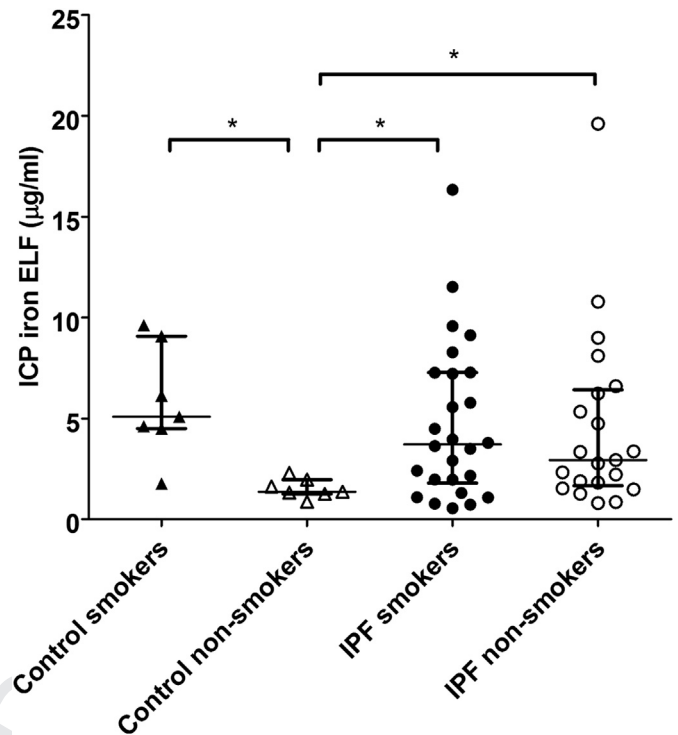 25
20
15
10
5
0
ICP iron ELF (μg/ml)
*
*
*
Control smokers
Control non-smokers
IPF smokers
IPF non-smokers